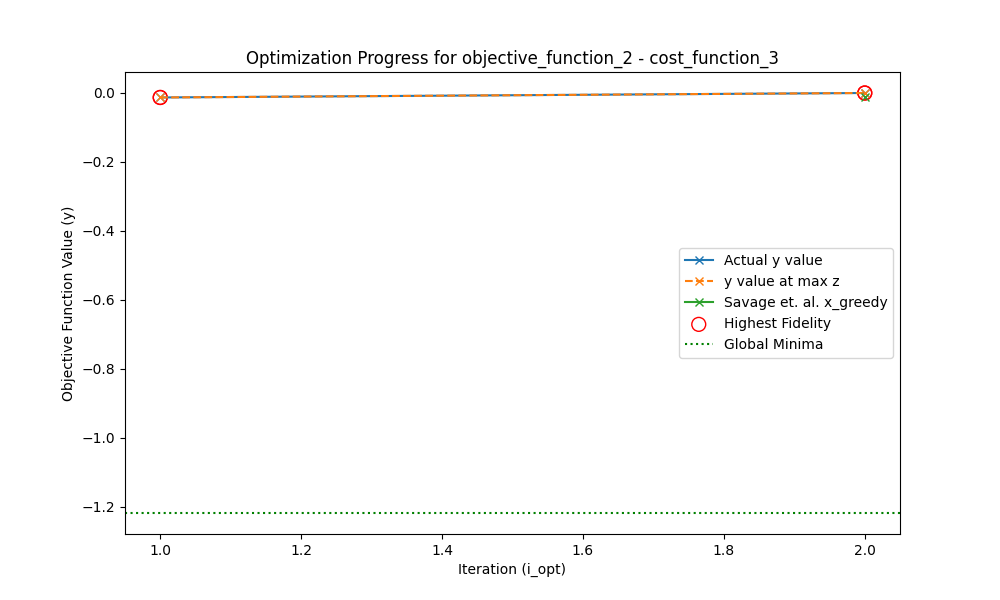 Optimization Progress for objective_function_2 - cost_function_3
Objective Function Value (y)
0.0
−0.2
−0.4
−0.6
−0.8
−1.0
−1.2
Actual y value
y value at max z
Savage et. al. x_greedy
Highest Fidelity
Global Minima
1.0
1.2
1.4
1.6
1.8
2.0
Iteration (i_opt)